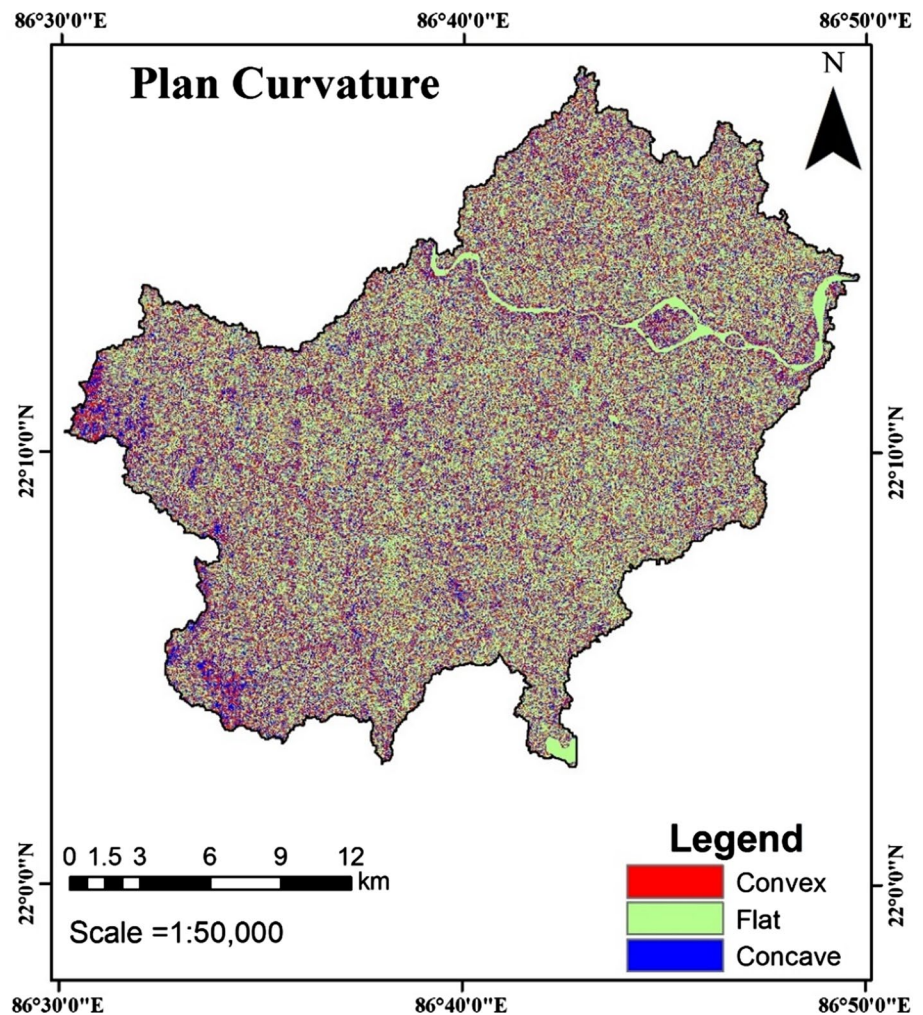 86°30'0"E 86°40'0"E 86°50'0"E
Plan Curvature
N
22°10'0"N 22°10'0"N
22°0'0"N 22°0'0"N
0 1.5 3 6 9 12
km
Scale =1:50,000
Legend
Convex
Flat
Concave
86°30'0"E 86°40'0"E 86°50'0"E